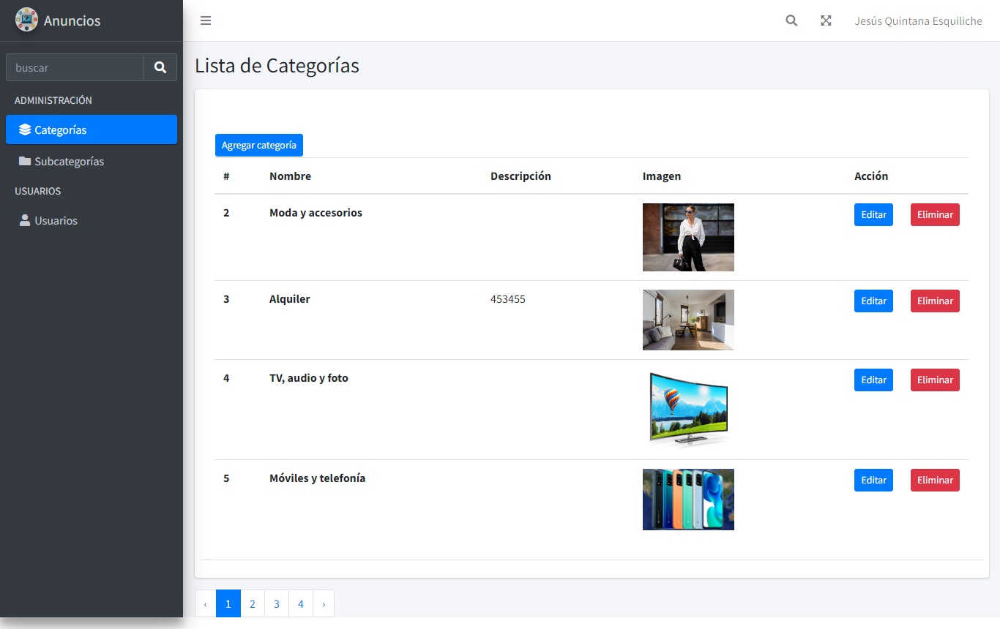 Anuncios
Jesús Quintana Esquiliche
buscar
ADMINISTRACIÓN
Categorías
Subcategorías
USUARIOS
Usuarios
Lista de Categorías
Agregar categoría
# Nombre Descripción Imagen Acción
2 Moda y accesorios Editar Eliminar
3 Alquiler 453455 Editar Eliminar
4 TV, audio y foto Editar Eliminar
5 Móviles y telefonía Editar Eliminar
‹ 1 2 3 4 ›